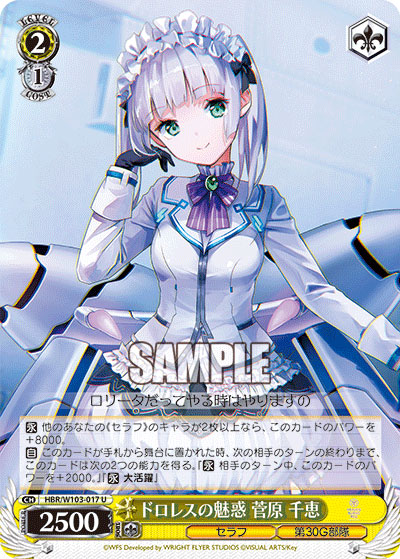 LEVEL
2
1
COST
SAMPLE
ロリータだってやる時はやりますの
永 他のあなたの《セラフ》のキャラが2枚以上なら、このカードのパワーを
+8000。
自 このカードが手札から舞台に置かれた時、次の相手のターンの終わりまで、
このカードは次の2つの能力を得る。『永 相手のターン中、このカードのパワ
ーを+2000。』『永 大活躍』
CH HBR/W103-017 U
2500
ドロレスの魅惑 菅原 千恵
セラフ
第30G部隊
©WFS Developed by WRIGHT FLYER STUDIOS ©VISUAL ARTS/Key